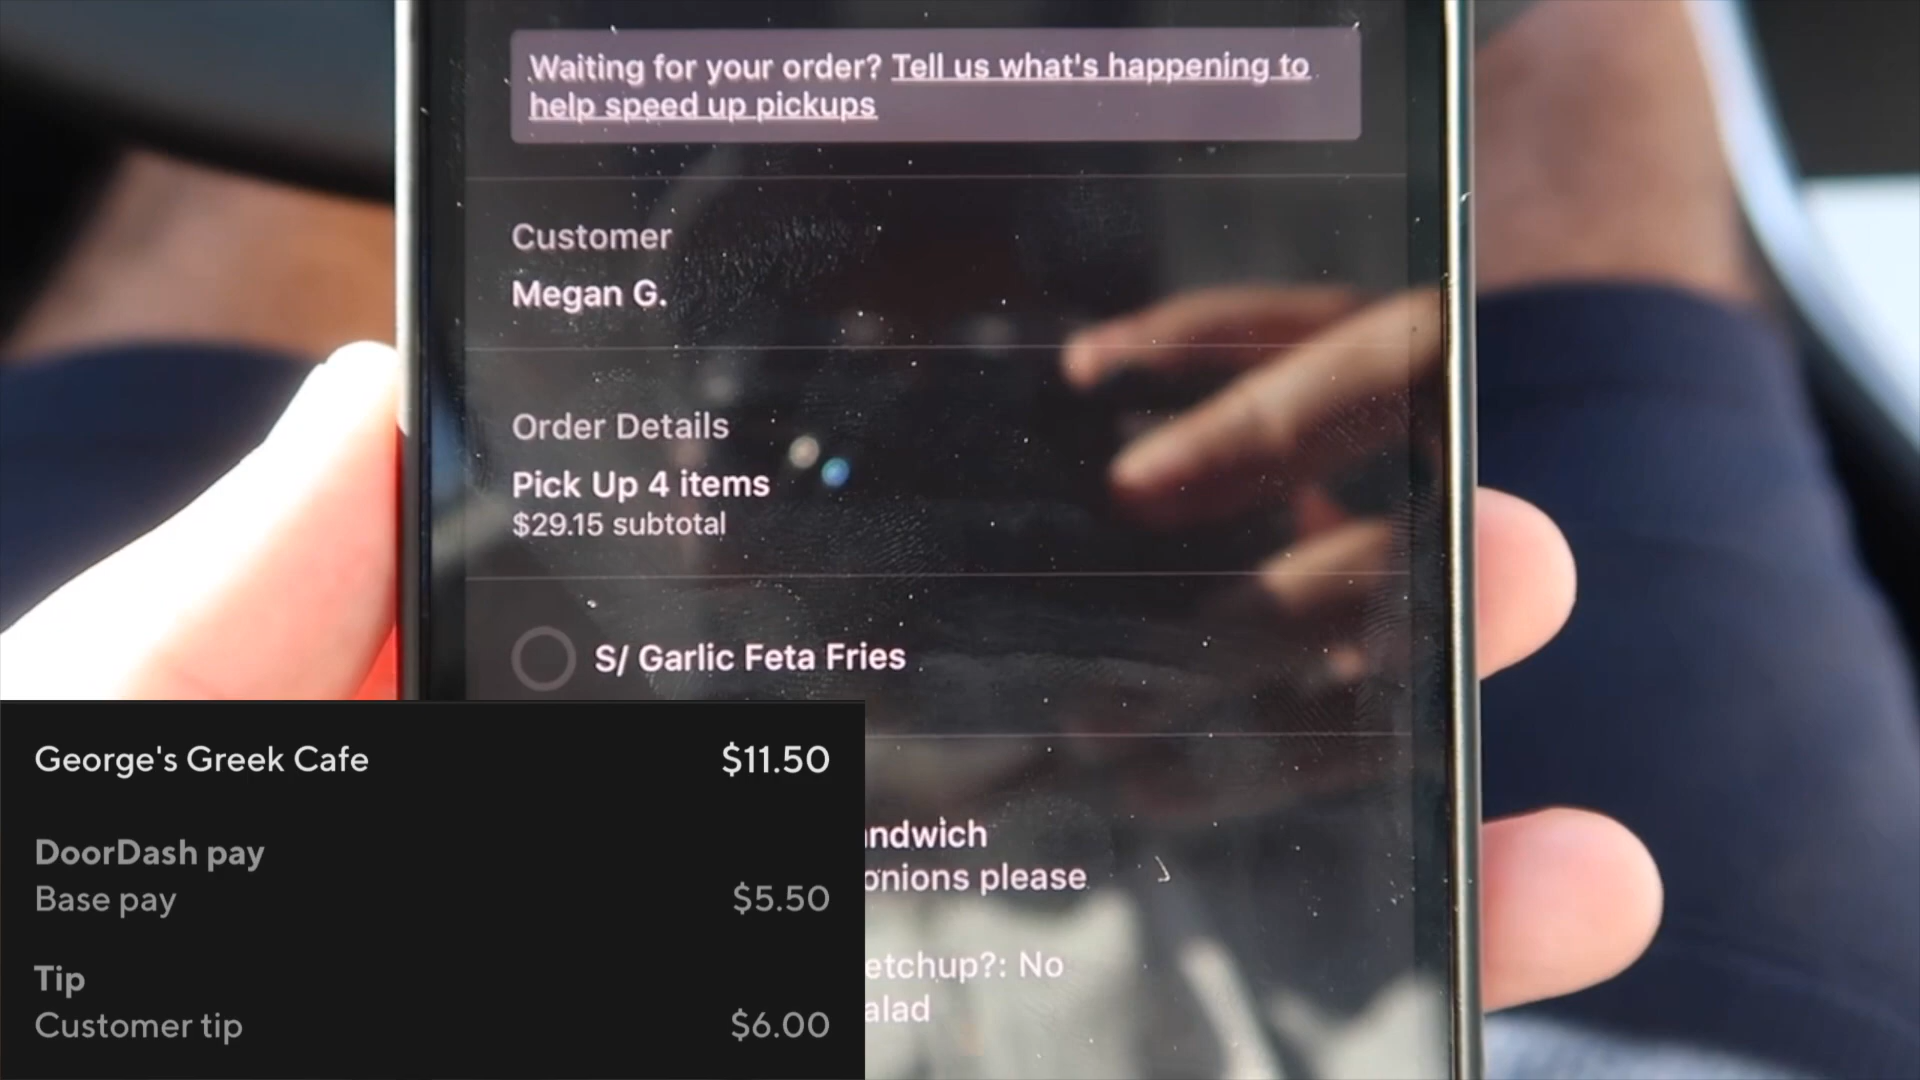 Waiting for your order? Tell us what's happening to
help speed up pickups
Customer
Megan G.
Order Details
Pick Up 4 items
$29.15 subtotal
S/ Garlic Feta Fries
ndwich
onions please
etchup?: No
alad
George's Greek Cafe $11.50
DoorDash pay
Base pay $5.50
Tip
Customer tip $6.00